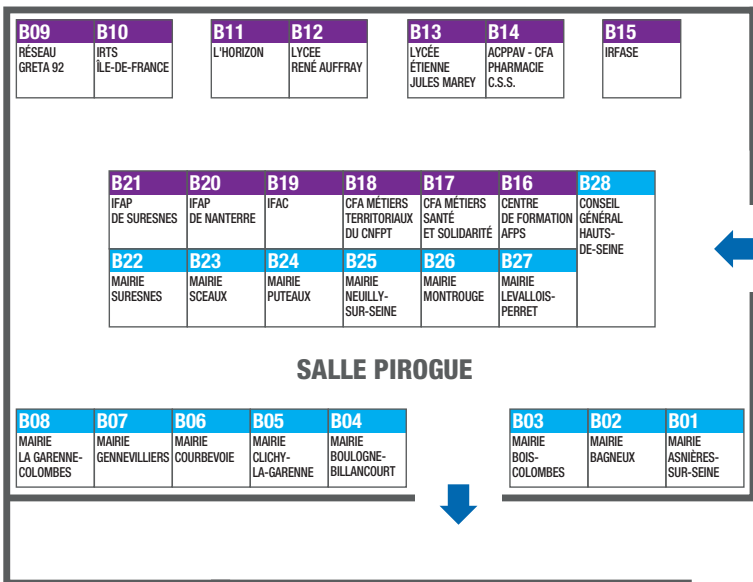 B09
RÉSEAU
GRETA 92
B10
IRTS
ÎLE-DE-FRANCE
B11
L'HORIZON
B12
LYCEE
RENÉ AUFFRAY
B13
LYCÉE
ÉTIENNE
JULES MAREY
B14
ACPPAV - CFA
PHARMACIE
C.S.S.
B15
IRFASE
B21
IFAP
DE SURESNES
B20
IFAP
DE NANTERRE
B19
IFAC
B18
CFA MÉTIERS
TERRITORIAUX
DU CNFPT
B17
CFA MÉTIERS
SANTÉ
ET SOLIDARITÉ
B16
CENTRE
DE FORMATION
AFPS
B28
CONSEIL
GÉNÉRAL
HAUTS-
DE-SEINE
B22
MAIRIE
SURESNES
B23
MAIRIE
SCEAUX
B24
MAIRIE
PUTEAUX
B25
MAIRIE
NEUILLY-
SUR-SEINE
B26
MAIRIE
MONTROUGE
B27
MAIRIE
LEVALLOIS-
PERRET
SALLE PIROGUE
B08
MAIRIE
LA GARENNE-
COLOMBES
B07
MAIRIE
GENNEVILLIERS
B06
MAIRIE
COURBEVOIE
B05
MAIRIE
CLICHY-
LA-GARENNE
B04
MAIRIE
BOULOGNE-
BILLANCOURT
B03
MAIRIE
BOIS-
COLOMBES
B02
MAIRIE
BAGNEUX
B01
MAIRIE
ASNIÈRES-
SUR-SEINE